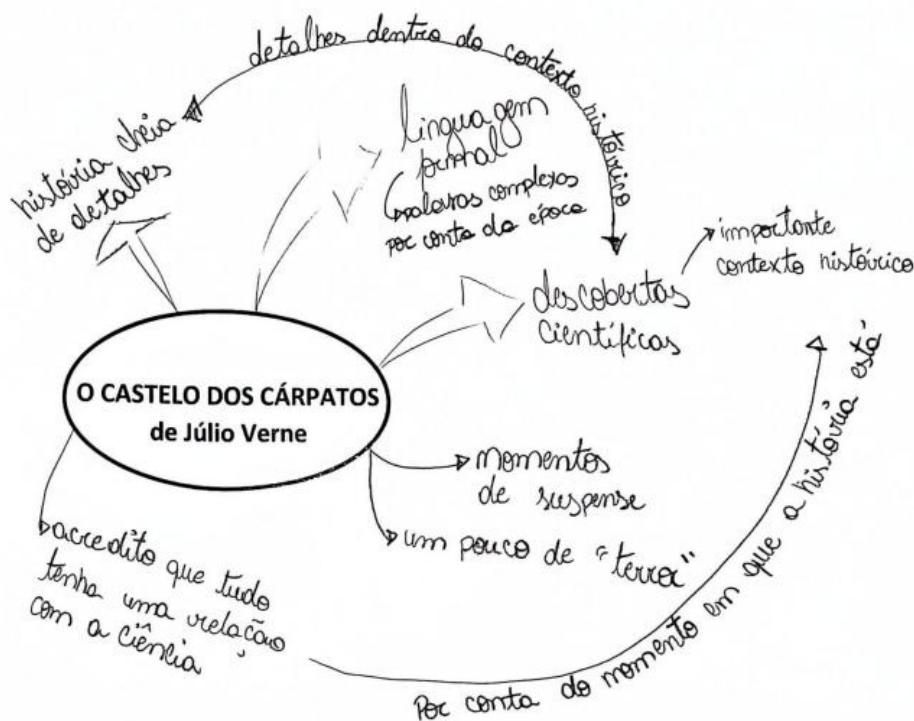 detalhes dentro do contexto histórico
história cheia
de detalhes
linguagem
formal
palavras complexas
por conta da época
descobertas
científicas
importante
contexto histórico
O CASTELO DOS CÁRPATOS
de Júlio Verne
momentos
de suspense
um pouco de "terror"
acredito que tudo
tenha uma relação
com a ciência
Por conta do momento em que a história está